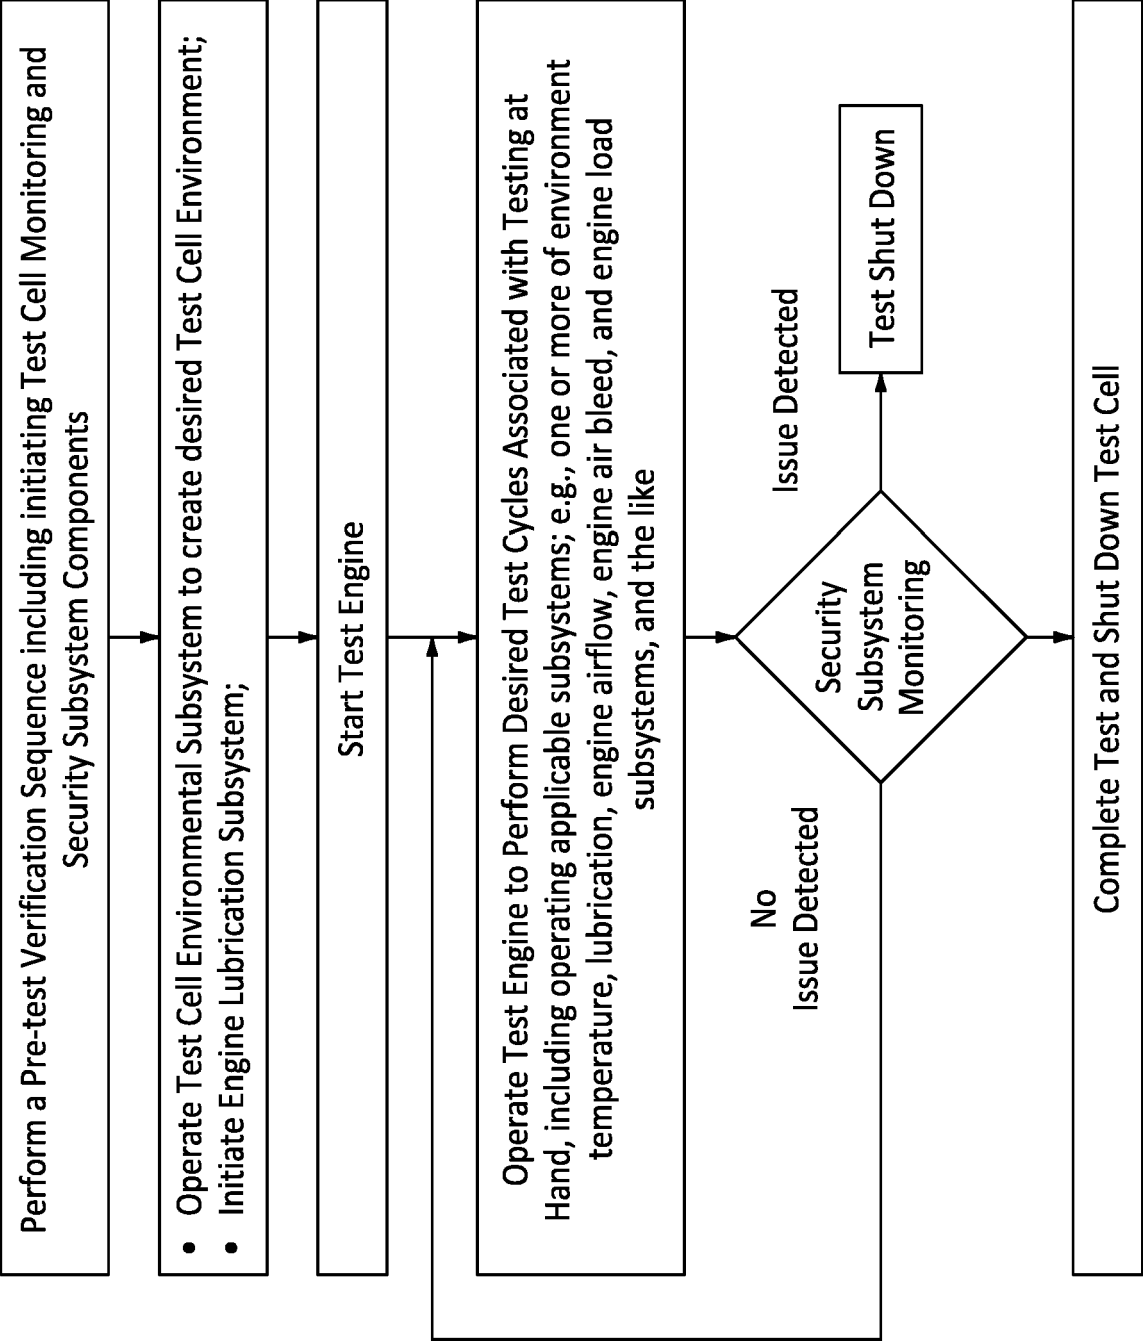 Perform a Pre-test Verification Sequence including initiating Test Cell Monitoring and
Security Subsystem Components
• Operate Test Cell Environmental Subsystem to create desired Test Cell Environment;
• Initiate Engine Lubrication Subsystem;
Start Test Engine
Operate Test Engine to Perform Desired Test Cycles Associated with Testing at
Hand, including operating applicable subsystems; e.g., one or more of environment
temperature, lubrication, engine airflow, engine air bleed, and engine load
subsystems, and the like
No
Issue Detected
Security
Subsystem
Monitoring
Issue Detected
Test Shut Down
Complete Test and Shut Down Test Cell